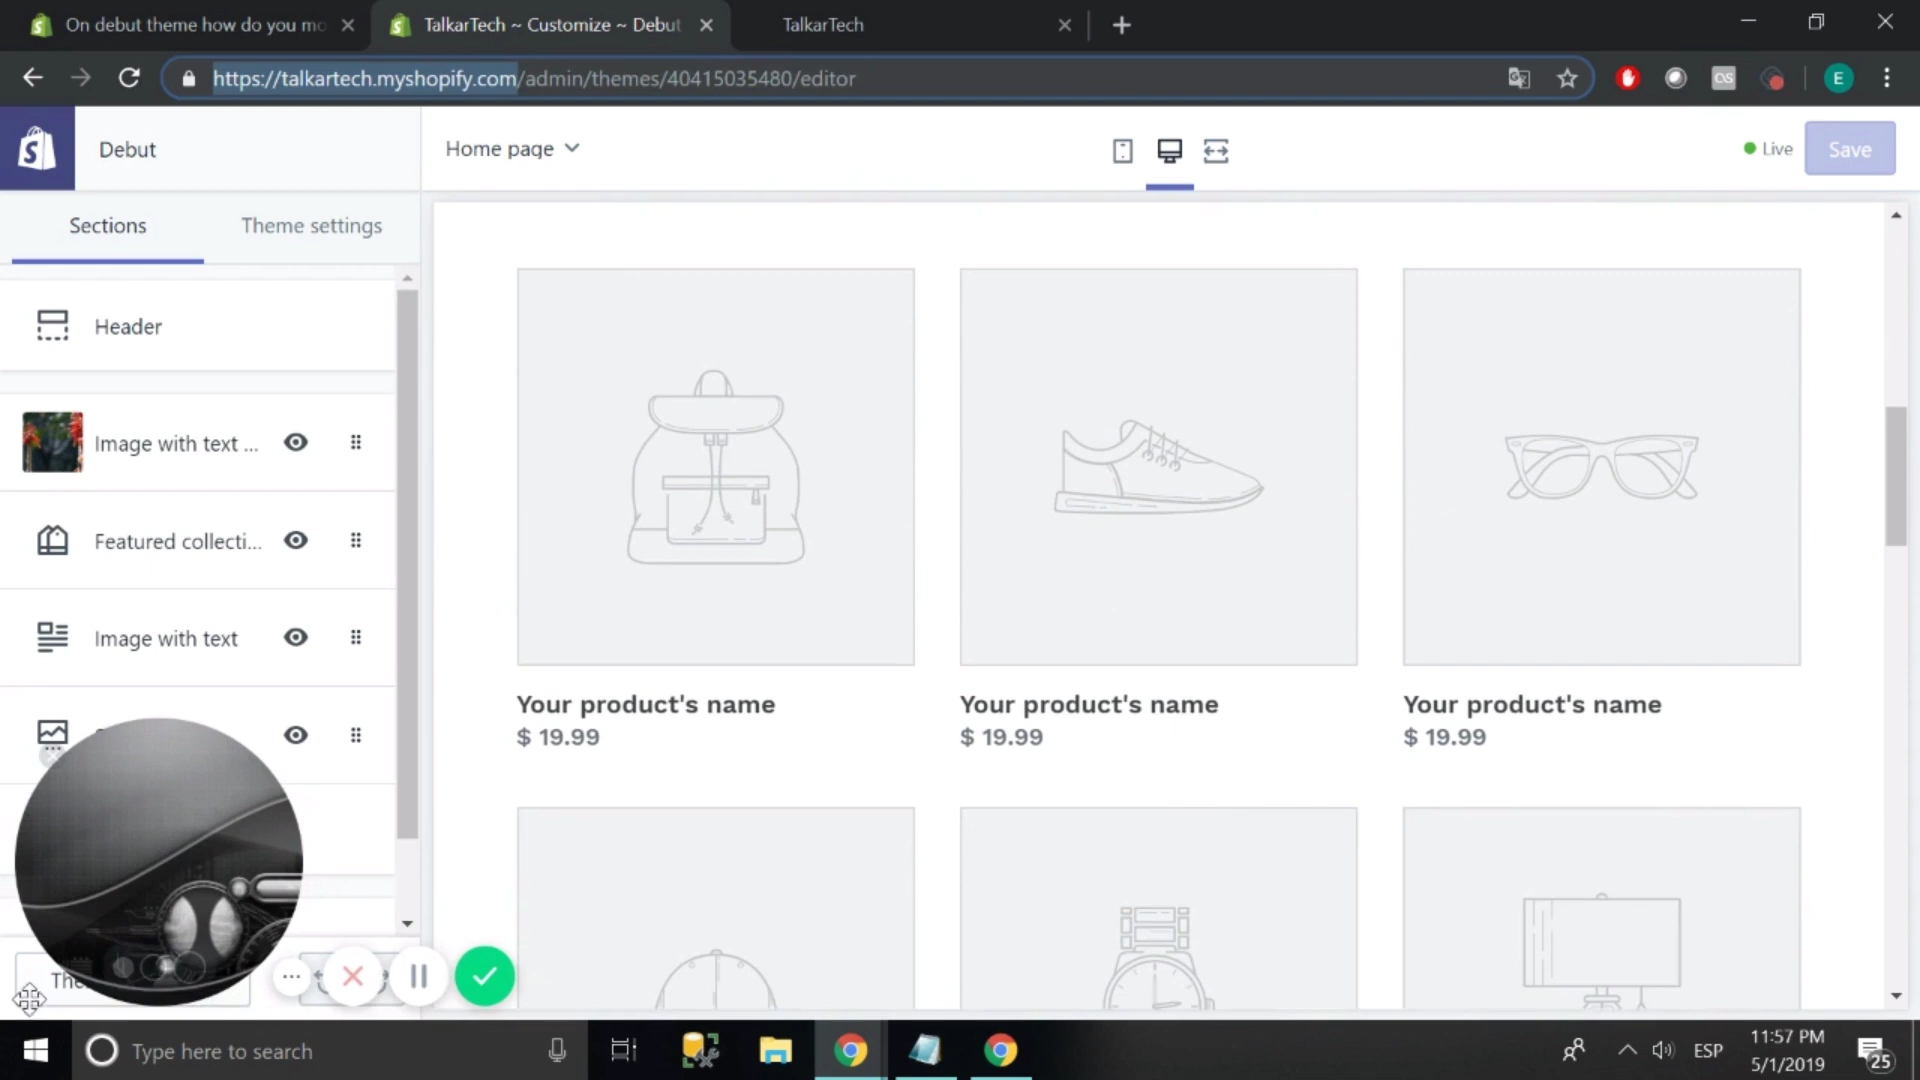 On debut theme how do you mo
TalkarTech ~ Customize ~ Debut
TalkarTech
https://talkartech.myshopify.com/admin/themes/40415035480/editor
E
Debut
Home page
Live
Save
Sections
Theme settings
Header
Image with text ...
Featured collecti...
Image with text
Your product's name
Your product's name
Your product's name
$ 19.99
$ 19.99
$ 19.99
Type here to search
ESP
11:57 PM
5/1/2019
25